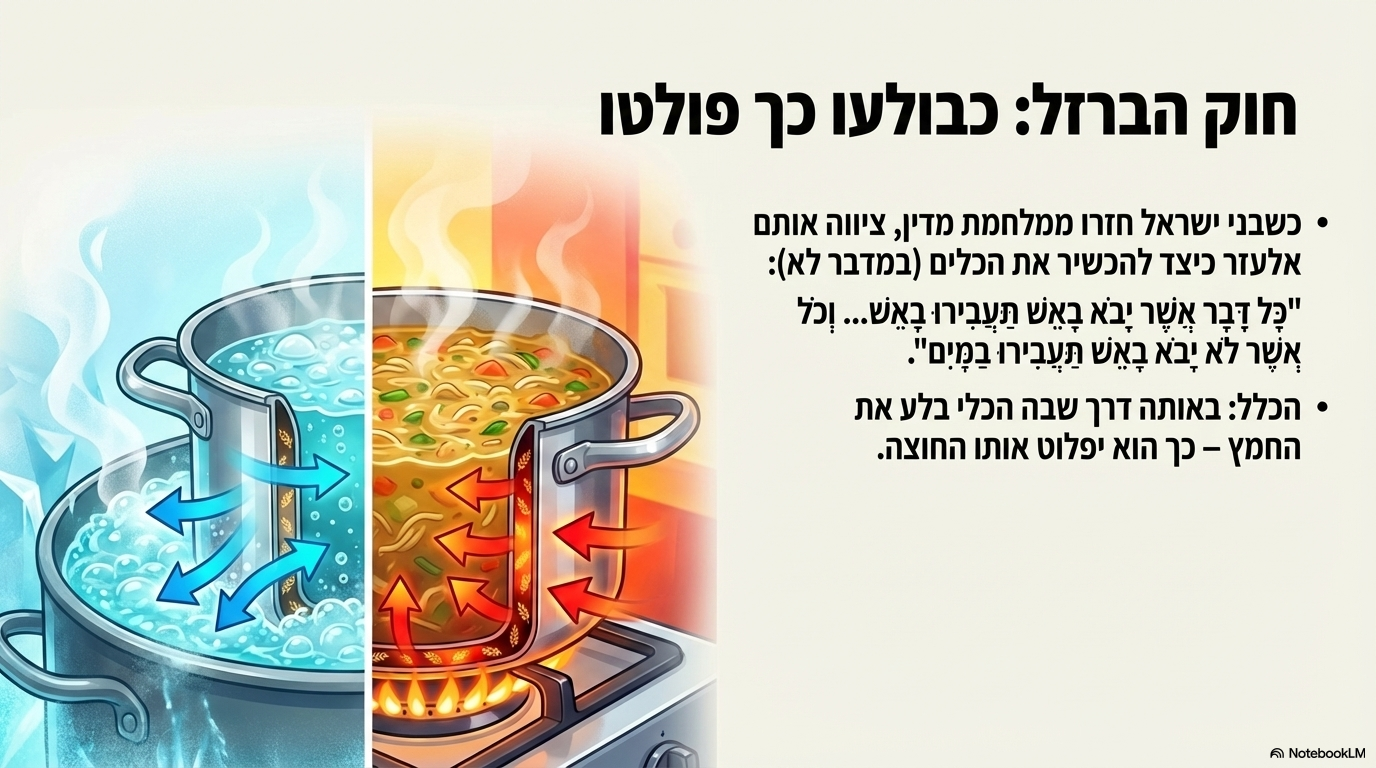 חוק הברזל: כבולעו כך פולטו
• כשבני ישראל חזרו ממלחמת מדין, ציווה אותם
אלעזר כיצד להכשיר את הכלים (במדבר לא):
"כָּל דָּבָר אֲשֶׁר יָבֹא בָאֵשׁ תַּעֲבִירוּ בָאֵשׁ... וְכֹל
אֲשֶׁר לֹא יָבֹא בָאֵשׁ תַּעֲבִירוּ בַמָּיִם".
• הכלל: באותה דרך שבה הכלי בלע את
החמץ – כך הוא יפלוט אותו החוצה.
NotebookLM